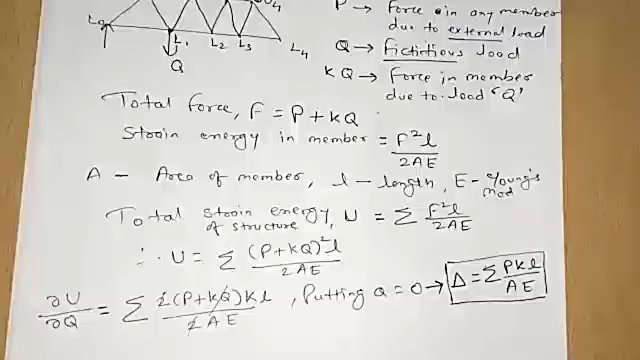 P → Force in any member
due to external load
Q → Fictitious load
KQ → Force in member
due to load 'Q'
L0 L1 L2 L3 L4
Q
Total force, F = P + kQ
Strain energy in member = F²l / 2AE
A - Area of member, l - length, E - Young's mod
Total strain energy of structure, U = Σ F²l / 2AE
∴ U = Σ (P+kQ)²l / 2AE
∂U/∂Q = Σ 2(P+kQ)Kl / 2AE , Putting Q = 0 → Δ = Σ PKl / AE